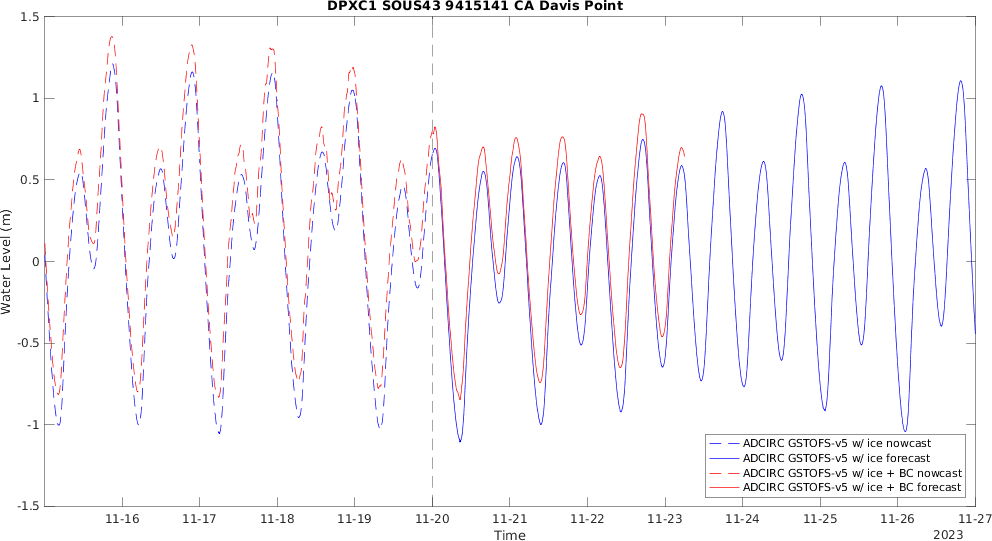 DPXC1 SOUS43 9415141 CA Davis Point
1.5
1
0.5
0
-0.5
-1
-1.5
Water Level (m)
11-16 11-17 11-18 11-19 11-20 11-21 11-22 11-23 11-24 11-25 11-26 11-27
Time
2023
ADCIRC GSTOFS-v5 w/ ice nowcast
ADCIRC GSTOFS-v5 w/ ice forecast
ADCIRC GSTOFS-v5 w/ ice + BC nowcast
ADCIRC GSTOFS-v5 w/ ice + BC forecast